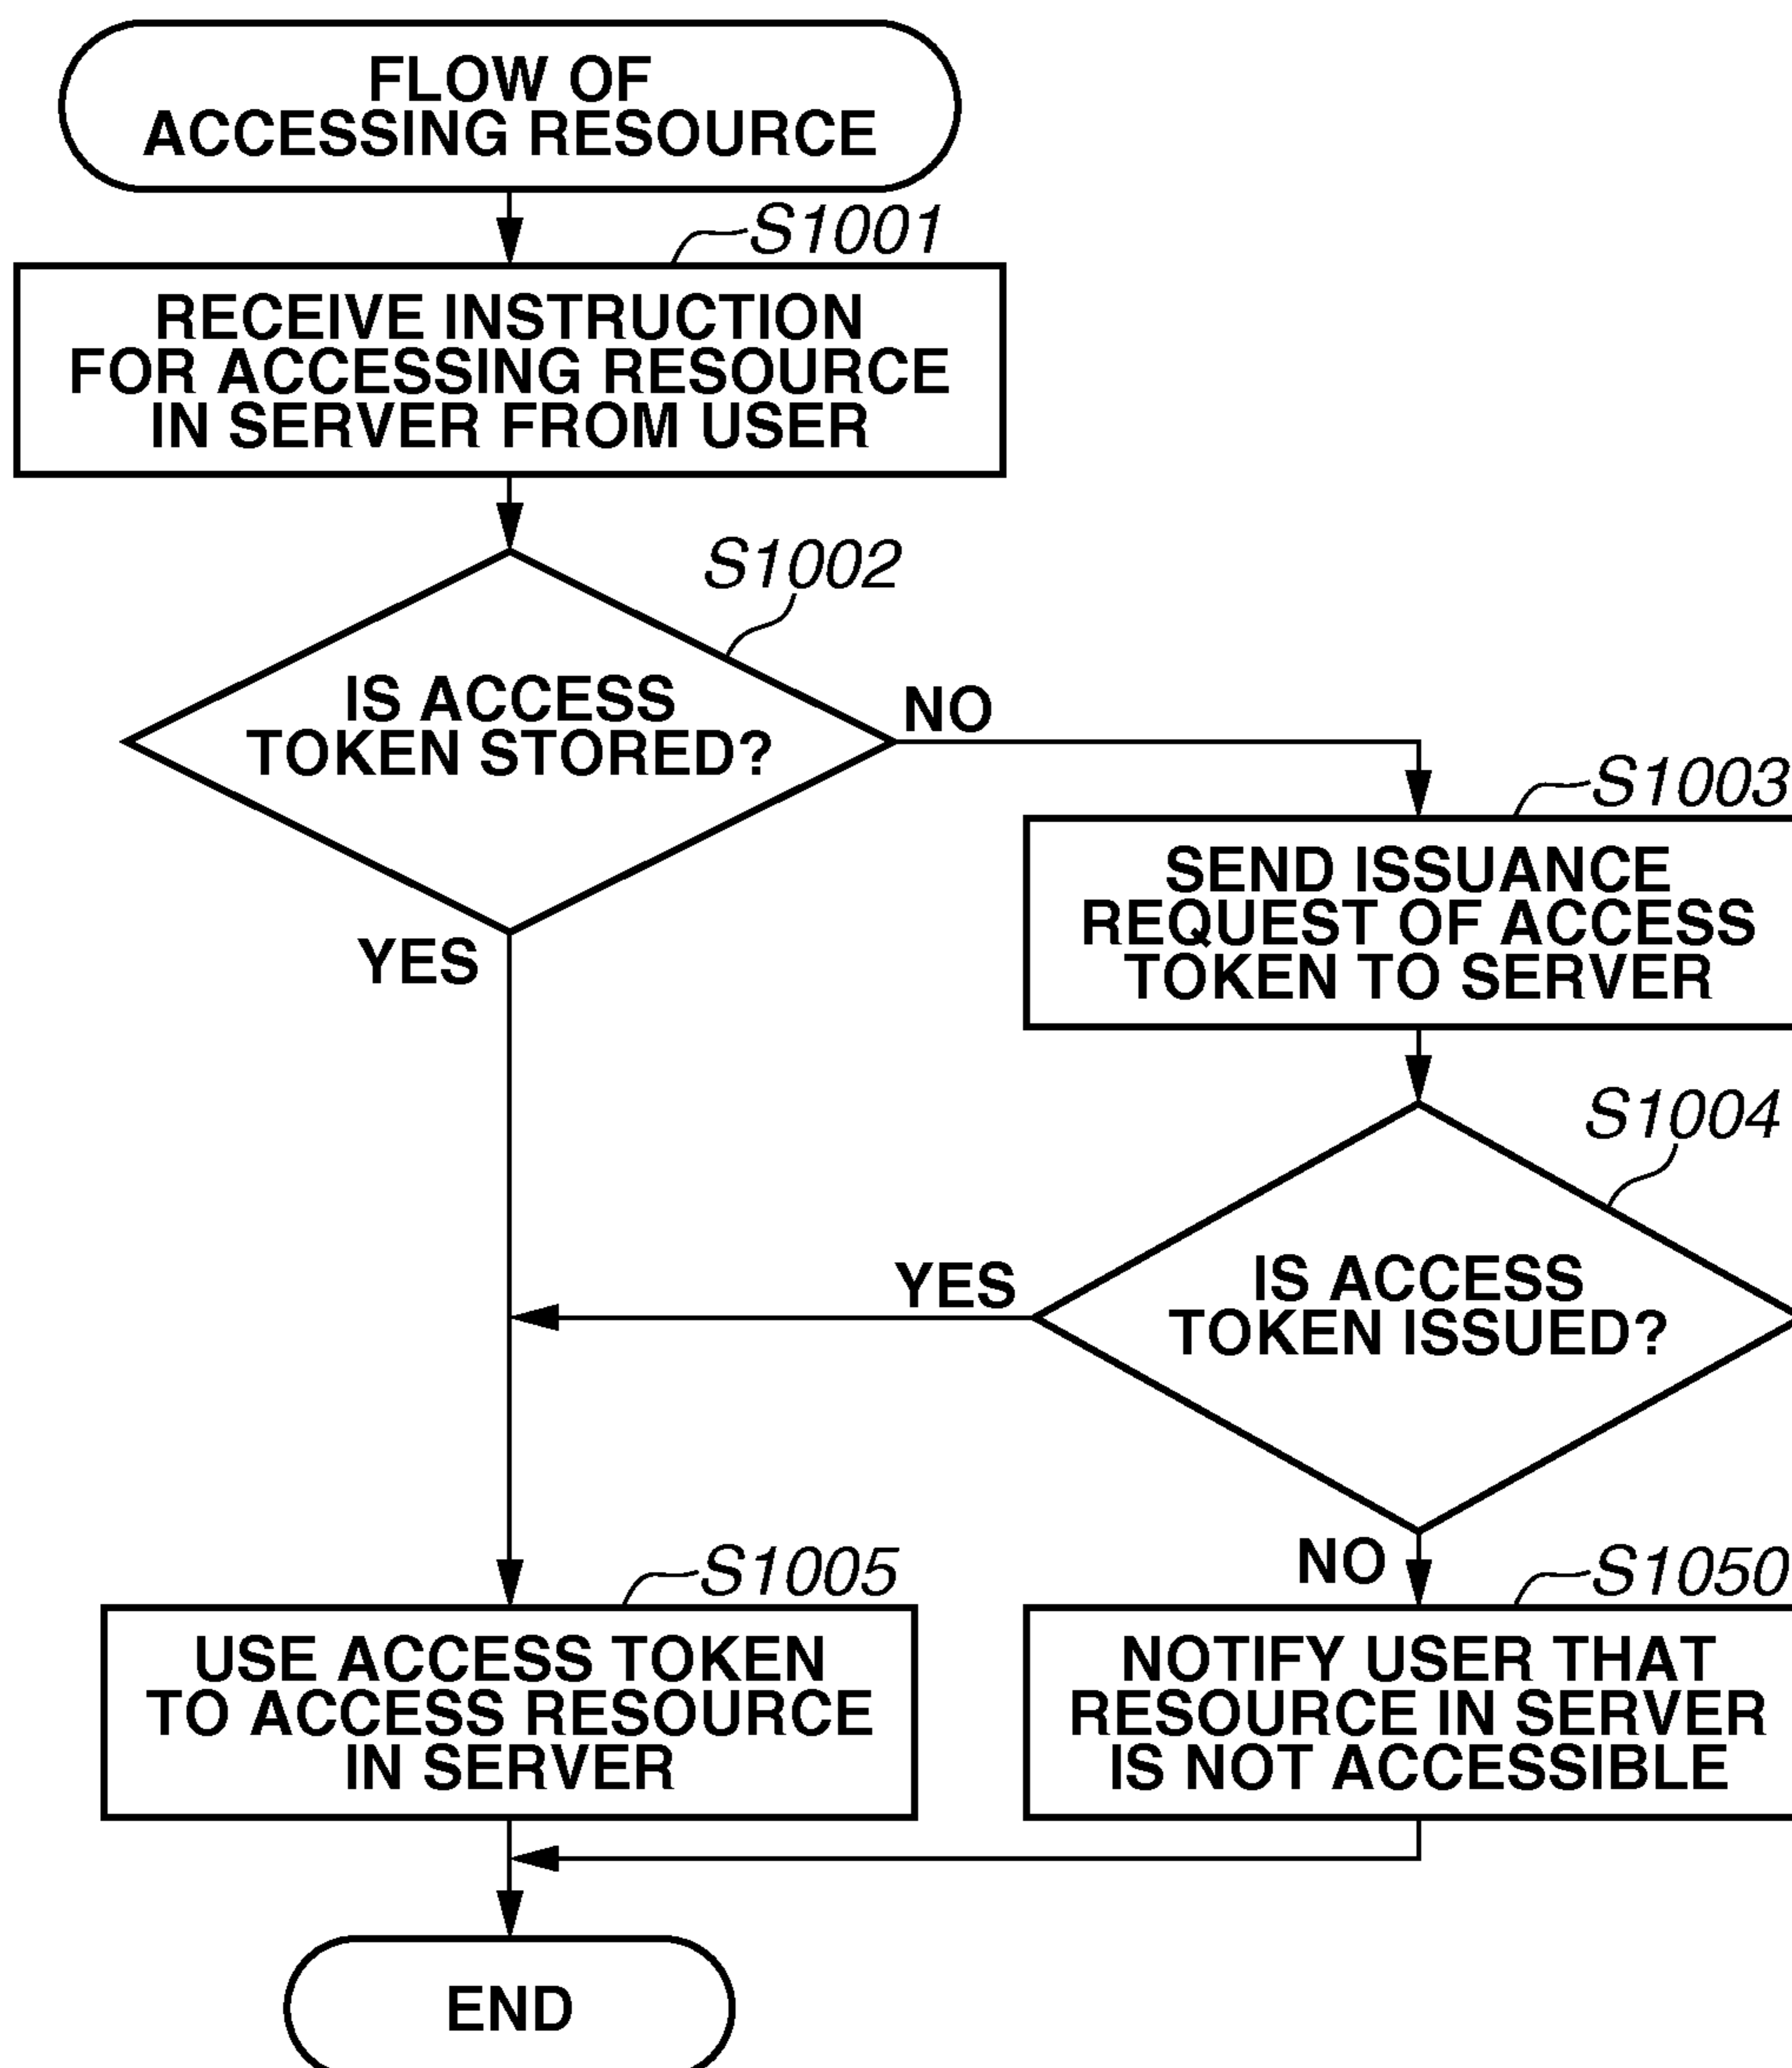 FLOW OF
ACCESSING RESOURCE
S1001
RECEIVE INSTRUCTION
FOR ACCESSING RESOURCE
IN SERVER FROM USER
S1002
IS ACCESS
TOKEN STORED?
NO
YES
S1003
SEND ISSUANCE
REQUEST OF ACCESS
TOKEN TO SERVER
S1004
IS ACCESS
TOKEN ISSUED?
YES
NO
S1005
USE ACCESS TOKEN
TO ACCESS RESOURCE
IN SERVER
S1050
NOTIFY USER THAT
RESOURCE IN SERVER
IS NOT ACCESSIBLE
END